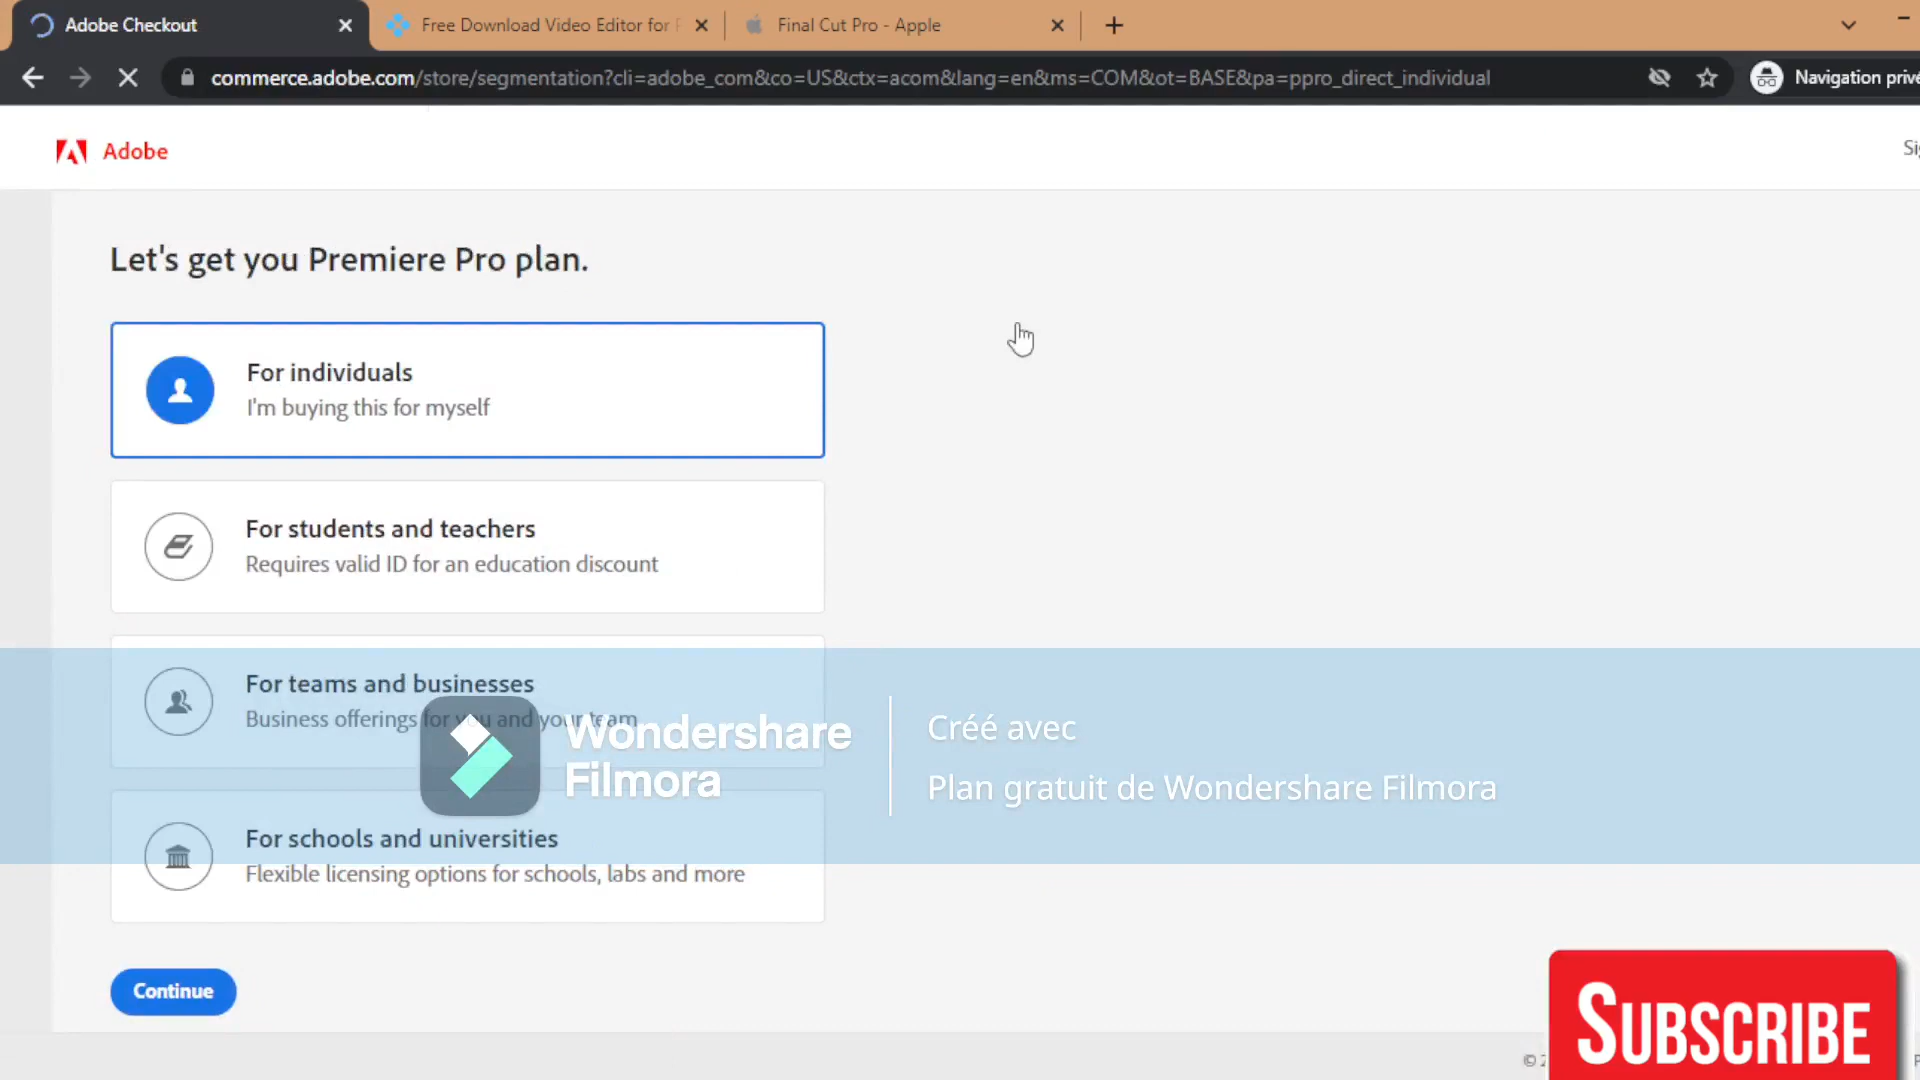 Adobe Checkout
Free Download Video Editor for
Final Cut Pro - Apple
commerce.adobe.com/store/segmentation?cli=adobe_com&co=US&ctx=acom&lang=en&ms=COM&ot=BASE&pa=ppro_direct_individual
Navigation privé
Adobe
Let's get you Premiere Pro plan.
For individuals
I'm buying this for myself
For students and teachers
Requires valid ID for an education discount
For teams and businesses
Business offerings for you and your team
Wondershare
Filmora
Créé avec
Plan gratuit de Wondershare Filmora
For schools and universities
Flexible licensing options for schools, labs and more
Continue
SUBSCRIBE